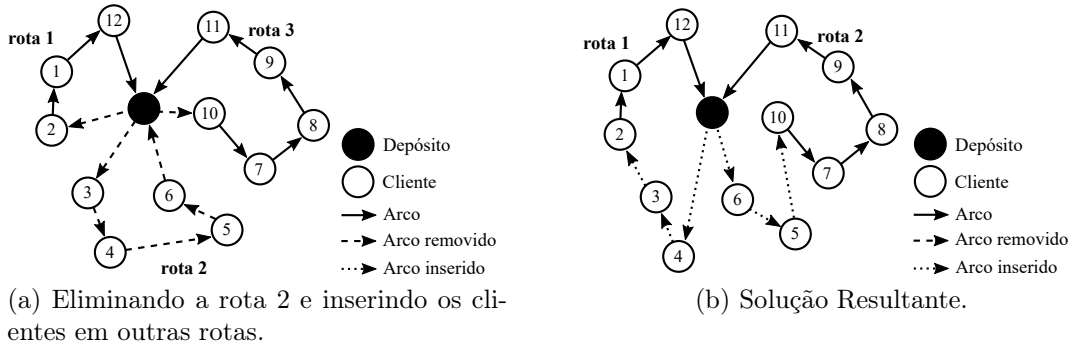 12
11
rota 1
rota 3
1
9
2
10
8
7
3
6
5
4
rota 2
Depósito
Cliente
Arco
Arco removido
Arco inserido
(a) Eliminando a rota 2 e inserindo os cli-
entes em outras rotas.
12
11
rota 1
rota 2
1
9
2
10
8
7
3
6
5
4
Depósito
Cliente
Arco
Arco removido
Arco inserido
(b) Solução Resultante.